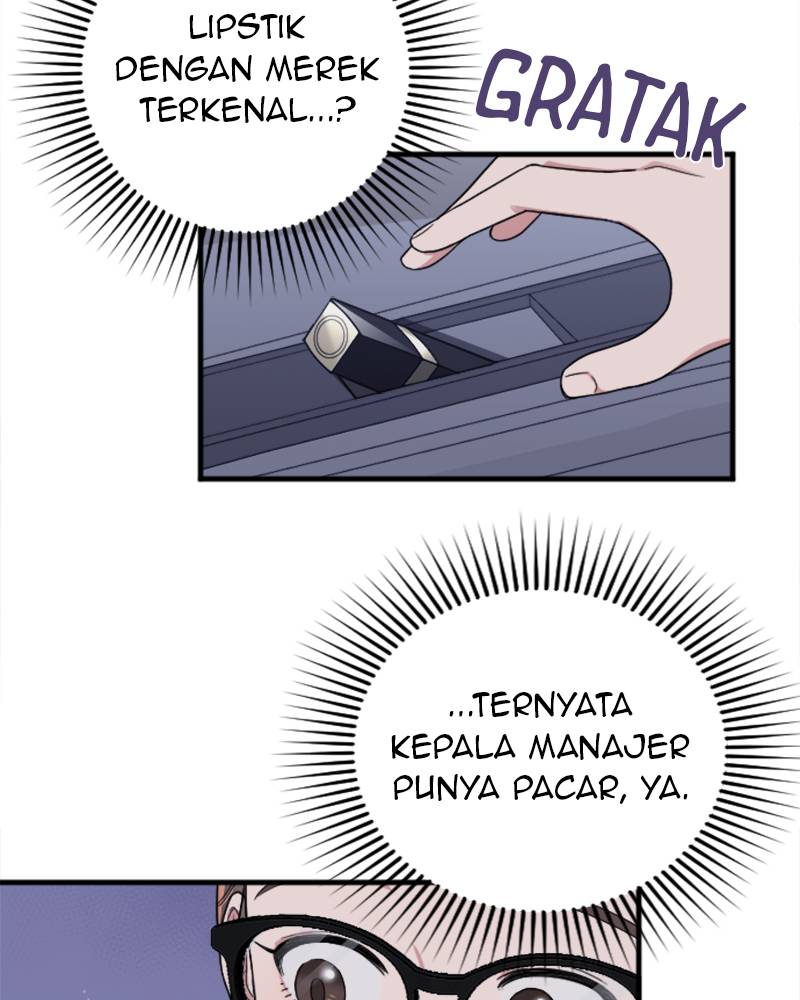 LIPSTIK
DENGAN MEREK
TERKENAL...?
GRATAK
...TERNYATA
KEPALA MANAJER
PUNYA PACAR, YA.